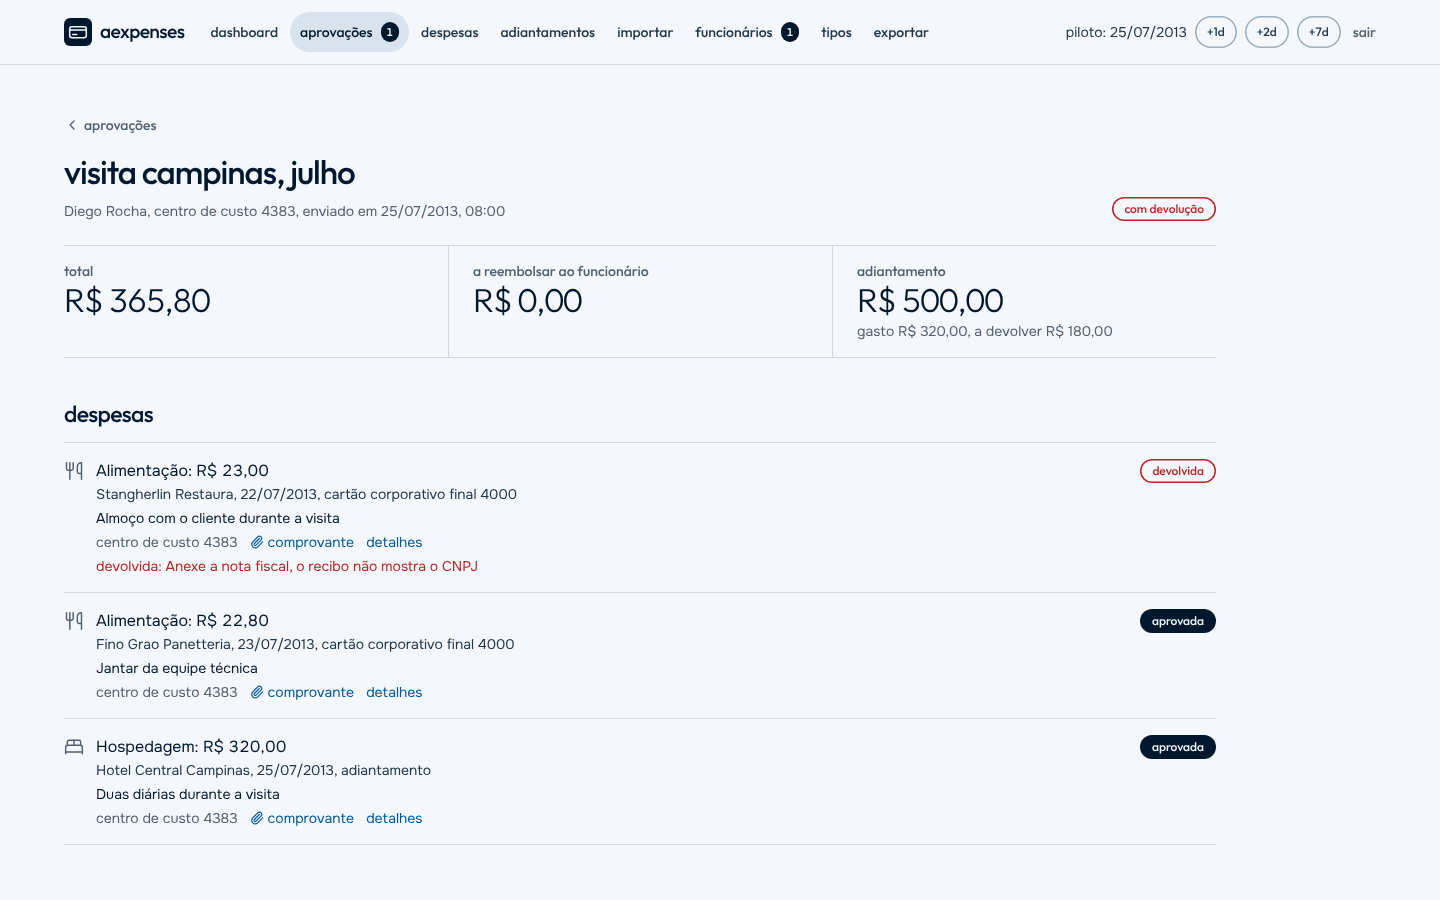 aexpenses
dashboard
aprovações 1
despesas
adiantamentos
importar
funcionários 1
tipos
exportar
piloto: 25/07/2013
+1d
+2d
+7d
sair
aprovações
visita campinas, julho
Diego Rocha, centro de custo 4383, enviado em 25/07/2013, 08:00
com devolução
total
R$ 365,80
a reembolsar ao funcionário
R$ 0,00
adiantamento
R$ 500,00
gasto R$ 320,00, a devolver R$ 180,00
despesas
Alimentação: R$ 23,00
devolvida
Stangherlin Restaura, 22/07/2013, cartão corporativo final 4000
Almoço com o cliente durante a visita
centro de custo 4383 comprovante detalhes
devolvida: Anexe a nota fiscal, o recibo não mostra o CNPJ
Alimentação: R$ 22,80
aprovada
Fino Grao Panetteria, 23/07/2013, cartão corporativo final 4000
Jantar da equipe técnica
centro de custo 4383 comprovante detalhes
Hospedagem: R$ 320,00
aprovada
Hotel Central Campinas, 25/07/2013, adiantamento
Duas diárias durante a visita
centro de custo 4383 comprovante detalhes